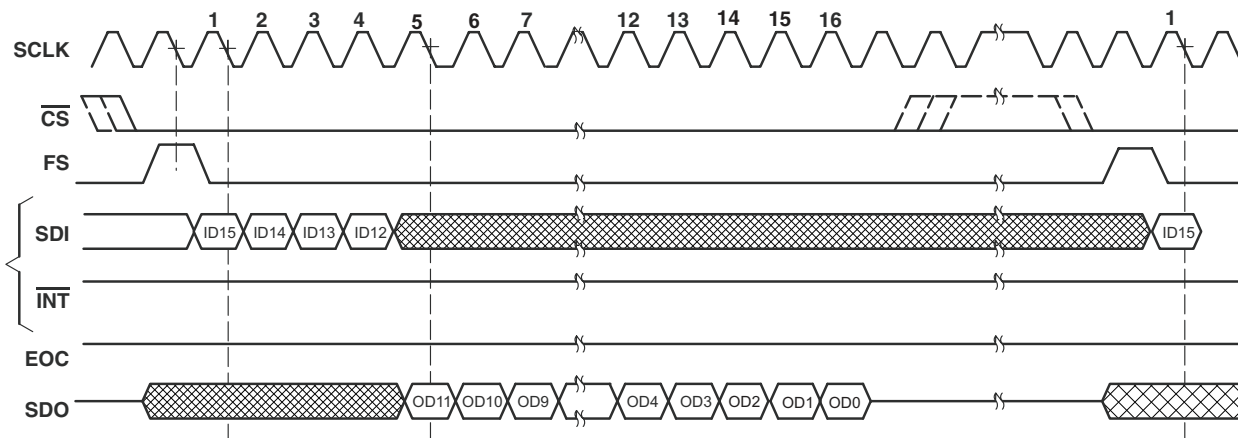 1 2 3 4 5 6 7 12 13 14 15 16 1
SCLK
CS
FS
SDI ID15 ID14 ID13 ID12 ID15
INT
EOC
SDO OD11 OD10 OD9 OD4 OD3 OD2 OD1 OD0